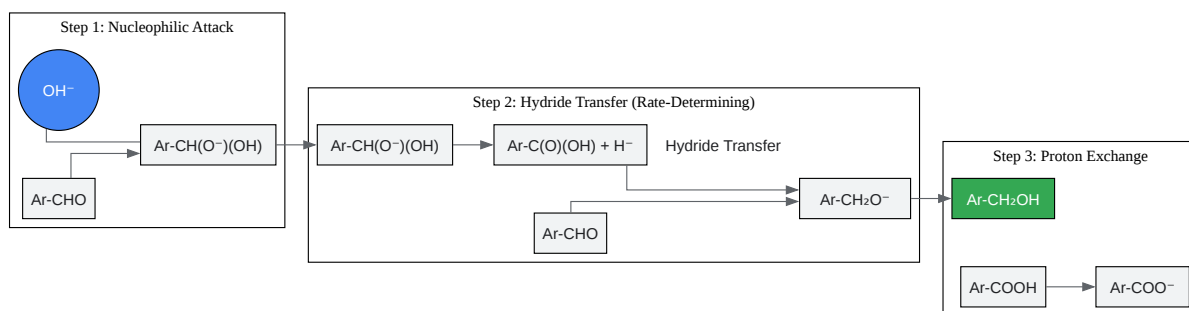 Step 1: Nucleophilic Attack
OH⁻
Ar-CH(O⁻)(OH)
Ar-CHO
Step 2: Hydride Transfer (Rate-Determining)
Ar-CH(O⁻)(OH)
Ar-C(O)(OH) + H⁻
Hydride Transfer
Ar-CHO
Ar-CH₂O⁻
Step 3: Proton Exchange
Ar-CH₂OH
Ar-COOH
Ar-COO⁻